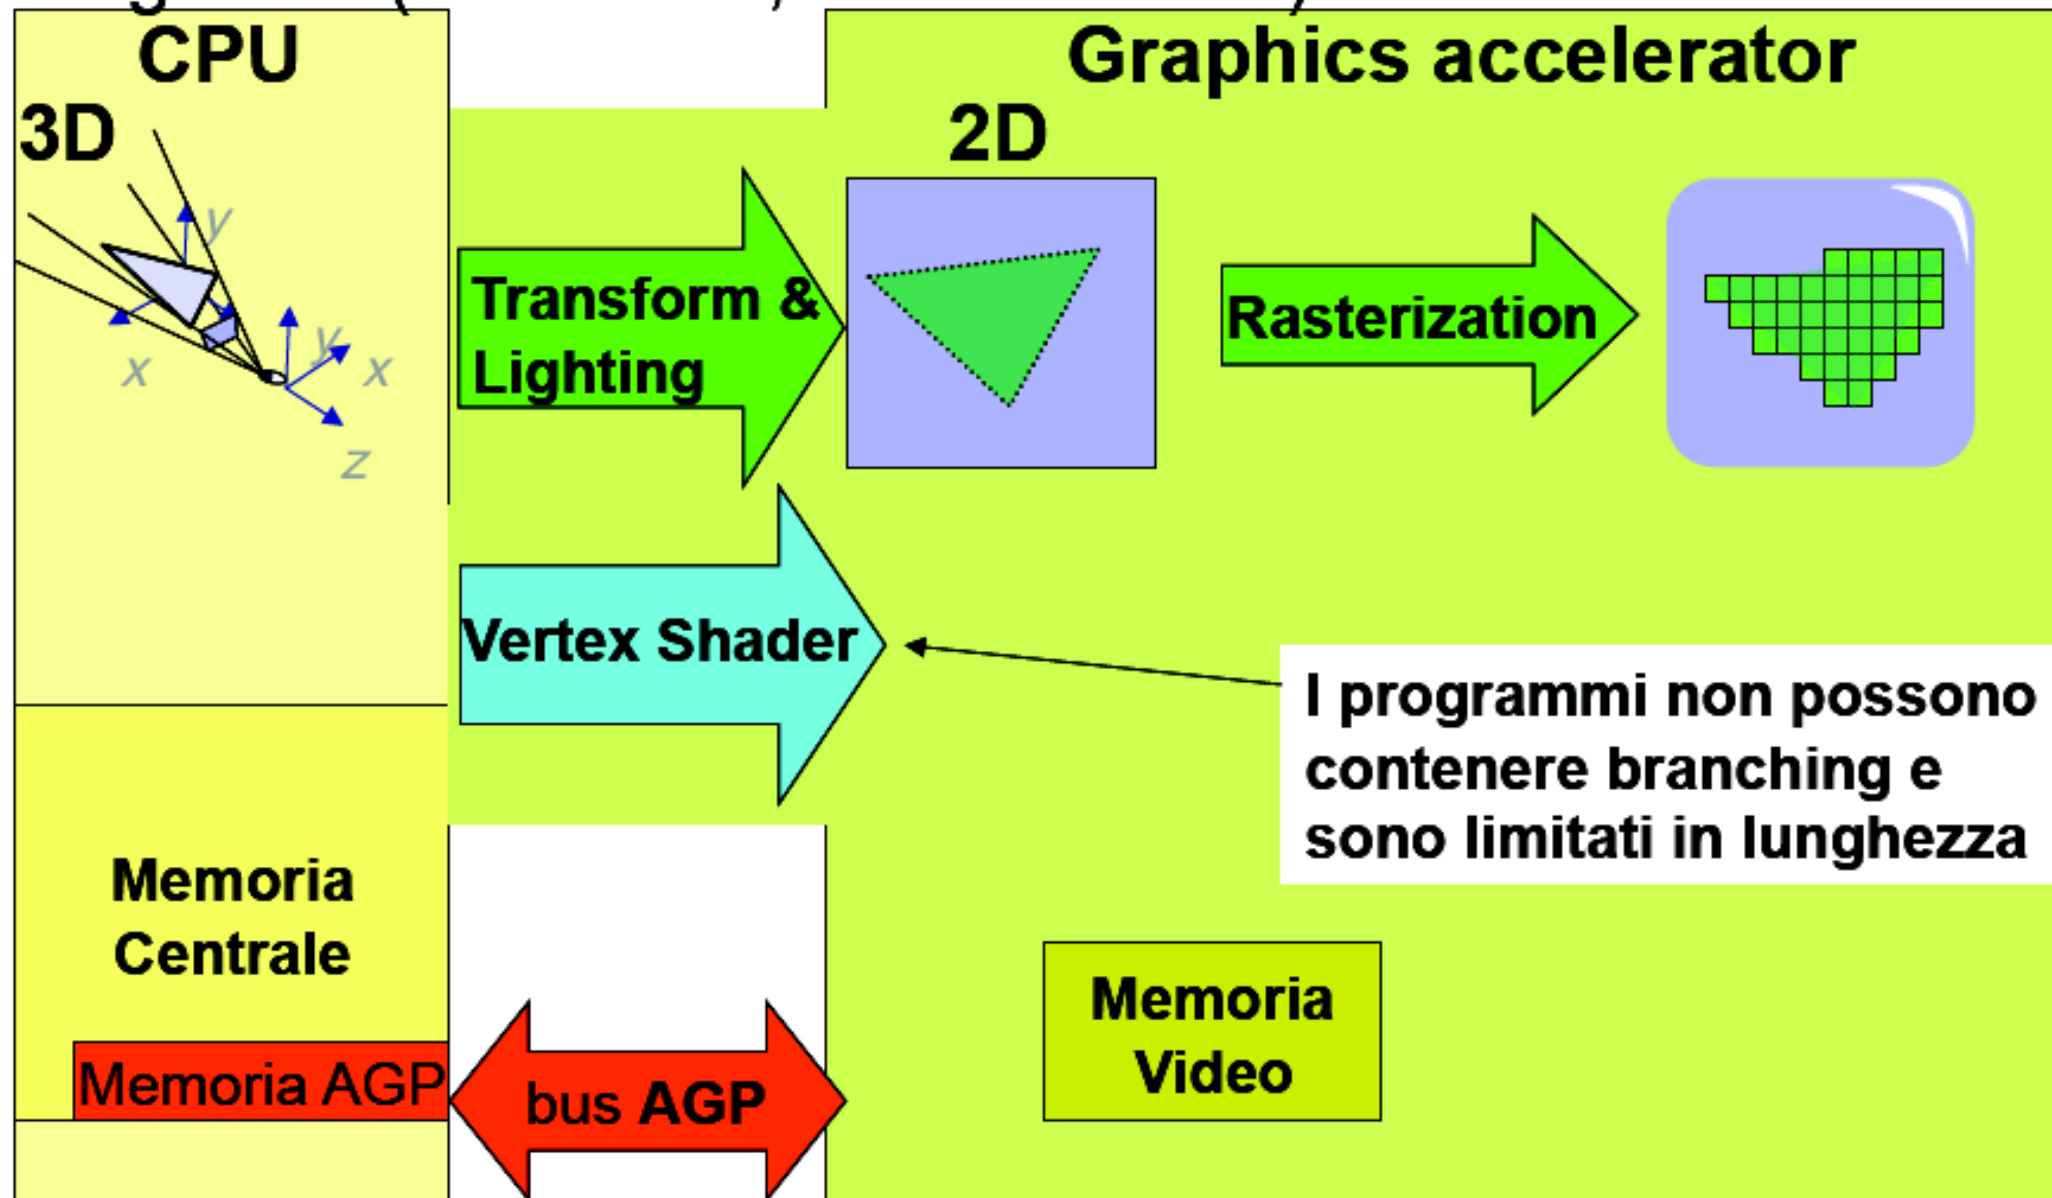 CPU
Graphics accelerator
3D
2D
y
x
y
x
z
Transform &
Lighting
Rasterization
Vertex Shader
I programmi non possono
contenere branching e
sono limitati in lunghezza
Memoria
Centrale
Memoria AGP
bus AGP
Memoria
Video